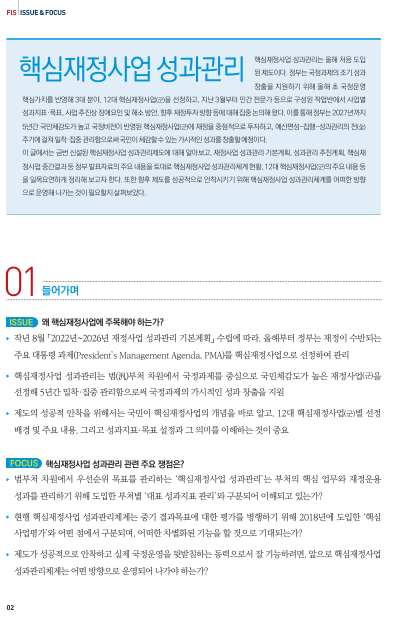 FIS | ISSUE & FOCUS
핵심재정사업 성과관리
핵심재정사업 성과관리는 올해 처음 도입
된 제도이다. 정부는 국정과제의 조기 성과
창출을 지원하기 위해 올해 초 국정운영
핵심가치를 반영해 3대 분야, 12대 핵심재정사업(군)을 선정하고, 지난 3월부터 민간 전문가 등으로 구성된 작업반에서 사업별
성과지표·목표, 사업 추진상 장애요인 및 해소 방안, 향후 재정투자 방향 등에 대해 집중 논의해 왔다. 이를 통해 정부는 2027년까지
5년간 국민체감도가 높고 국정비전이 반영된 핵심재정사업(군)에 재정을 중점적으로 투자하고, 예산편성–집행–성과관리의 전(全)
주기에 걸쳐 밀착·집중 관리함으로써 국민이 체감할 수 있는 가시적인 성과를 창출할 예정이다.
이 글에서는 금번 신설된 핵심재정사업 성과관리제도에 대해 알아보고, 재정사업 성과관리 기본계획, 성과관리 추진계획, 핵심재
정사업 중간결과 등 정부 발표자료의 주요 내용을 토대로 핵심재정사업 성과관리체계 현황, 12대 핵심재정사업(군)의 주요 내용 등
을 일목요연하게 정리해 보고자 한다. 또한 향후 제도를 성공적으로 안착시키기 위해 핵심재정사업 성과관리체계를 어떠한 방향
으로 운영해 나가는 것이 필요할지 살펴보았다.
01 들어가며
ISSUE 왜 핵심재정사업에 주목해야 하는가?
▸ 작년 8월 「2022년~2026년 재정사업 성과관리 기본계획」 수립에 따라, 올해부터 정부는 재정이 수반되는
주요 대통령 과제(President's Management Agenda, PMA)를 핵심재정사업으로 선정하여 관리
▸ 핵심재정사업 성과관리는 범(汎)부처 차원에서 국정과제를 중심으로 국민체감도가 높은 재정사업(군)을
선정해 5년간 밀착·집중 관리함으로써 국정과제의 가시적인 성과 창출을 지원
▸ 제도의 성공적 안착을 위해서는 국민이 핵심재정사업의 개념을 바로 알고, 12대 핵심재정사업(군)별 선정
배경 및 주요 내용, 그리고 성과지표·목표 설정과 그 의미를 이해하는 것이 중요
FOCUS 핵심재정사업 성과관리 관련 주요 쟁점은?
▸ 범부처 차원에서 우선순위 목표를 관리하는 ‘핵심재정사업 성과관리’는 부처의 핵심 업무와 재정운용
성과를 관리하기 위해 도입한 부처별 ‘대표 성과지표 관리’와 구분되어 이해되고 있는가?
▸ 현행 핵심재정사업 성과관리체계는 중기 결과목표에 대한 평가를 병행하기 위해 2018년에 도입한 ‘핵심
사업평가’와 어떤 점에서 구분되며, 어떠한 차별화된 기능을 할 것으로 기대되는가?
▸ 제도가 성공적으로 안착하고 실제 국정운영을 뒷받침하는 동력으로서 잘 기능하려면, 앞으로 핵심재정사업
성과관리체계는 어떤 방향으로 운영되어 나가야 하는가?
02